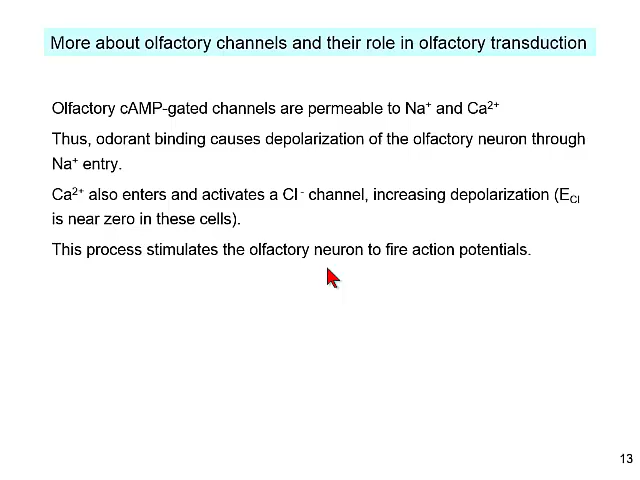 More about olfactory channels and their role in olfactory transduction
Olfactory cAMP-gated channels are permeable to Na⁺ and Ca²⁺
Thus, odorant binding causes depolarization of the olfactory neuron through
Na⁺ entry.
Ca²⁺ also enters and activates a Cl⁻ channel, increasing depolarization (E_Cl
is near zero in these cells).
This process stimulates the olfactory neuron to fire action potentials.
13